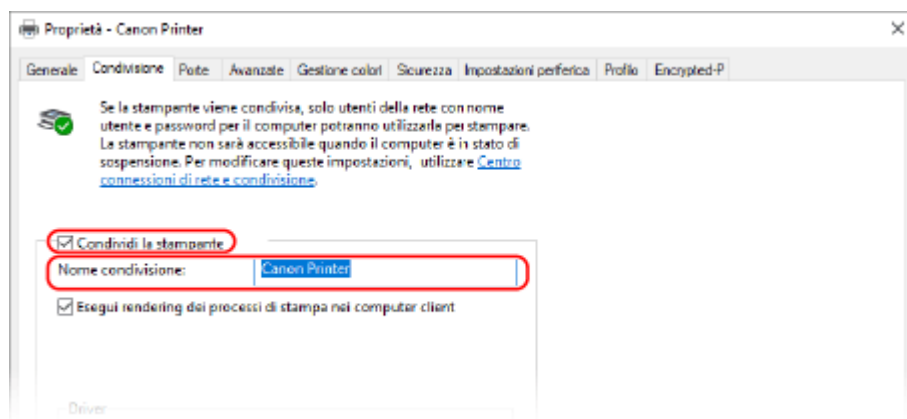 Proprietà - Canon Printer
Generale Condivisione Porte Avanzate Gestione colori Sicurezza Impostazioni periferica Profilo Encrypted-P
Se la stampante viene condivisa, solo utenti della rete con nome
utente e password per il computer potranno utilizzarla per stampare.
La stampante non sarà accessibile quando il computer è in stato di
sospensione. Per modificare queste impostazioni, utilizzare Centro
connessioni di rete e condivisione.
Condividi la stampante
Nome condivisione: Canon Printer
Esegui rendering dei processi di stampa nei computer client
Driver